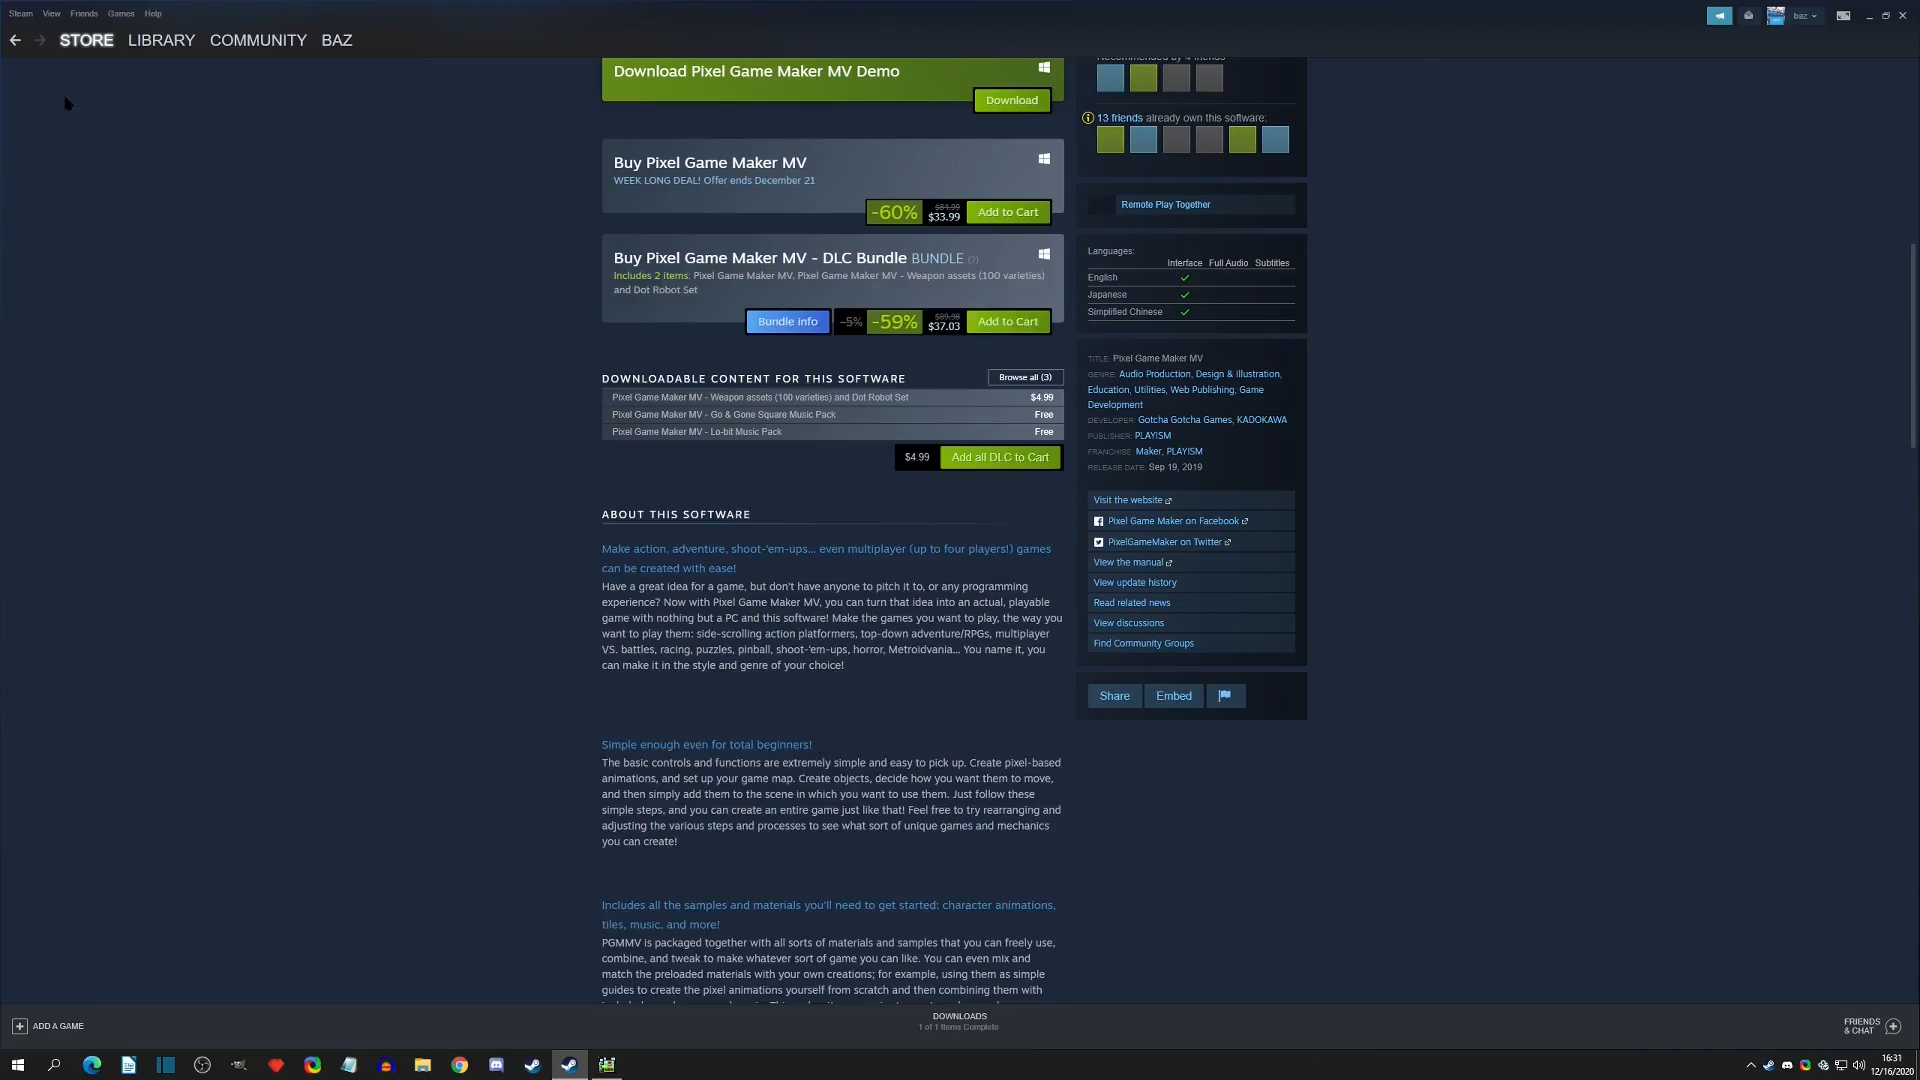 Steam View Friends Games Help
baz
STORE LIBRARY COMMUNITY BAZ
Download Pixel Game Maker MV Demo
Download
Buy Pixel Game Maker MV
WEEK LONG DEAL! Offer ends December 21
-60% $84.99 $33.99 Add to Cart
Buy Pixel Game Maker MV - DLC Bundle BUNDLE (?)
Includes 2 items: Pixel Game Maker MV, Pixel Game Maker MV - Weapon assets (100 varieties)
and Dot Robot Set
Bundle info -5% -59% $89.98 $37.03 Add to Cart
DOWNLOADABLE CONTENT FOR THIS SOFTWARE Browse all (3)
Pixel Game Maker MV - Weapon assets (100 varieties) and Dot Robot Set $4.99
Pixel Game Maker MV - Go & Gone Square Music Pack Free
Pixel Game Maker MV - Lo-bit Music Pack Free
$4.99 Add all DLC to Cart
ABOUT THIS SOFTWARE
Make action, adventure, shoot-'em-ups... even multiplayer (up to four players!) games
can be created with ease!
Have a great idea for a game, but don't have anyone to pitch it to, or any programming
experience? Now with Pixel Game Maker MV, you can turn that idea into an actual, playable
game with nothing but a PC and this software! Make the games you want to play, the way you
want to play them: side-scrolling action platformers, top-down adventure/RPGs, multiplayer
VS. battles, racing, puzzles, pinball, shoot-'em-ups, horror, Metroidvania... You name it, you
can make it in the style and genre of your choice!
Simple enough even for total beginners!
The basic controls and functions are extremely simple and easy to pick up. Create pixel-based
animations, and set up your game map. Create objects, decide how you want them to move,
and then simply add them to the scene in which you want to use them. Just follow these
simple steps, and you can create an entire game just like that! Feel free to try rearranging and
adjusting the various steps and processes to see what sort of unique games and mechanics
you can create!
Includes all the samples and materials you'll need to get started: character animations,
tiles, music, and more!
PGMMV is packaged together with all sorts of materials and samples that you can freely use,
combine, and tweak to make whatever sort of game you can like. You can even mix and
match the preloaded materials with your own creations; for example, using them as simple
guides to create the pixel animations yourself from scratch and then combining them with
Recommended by 4 friends
13 friends already own this software:
Remote Play Together
Languages:
Interface Full Audio Subtitles
English
Japanese
Simplified Chinese
TITLE: Pixel Game Maker MV
GENRE: Audio Production, Design & Illustration,
Education, Utilities, Web Publishing, Game
Development
DEVELOPER: Gotcha Gotcha Games, KADOKAWA
PUBLISHER: PLAYISM
FRANCHISE: Maker, PLAYISM
RELEASE DATE: Sep 19, 2019
Visit the website
Pixel Game Maker on Facebook
PixelGameMaker on Twitter
View the manual
View update history
Read related news
View discussions
Find Community Groups
Share Embed
ADD A GAME
DOWNLOADS
1 of 1 Items Complete
FRIENDS
& CHAT
16:31
12/16/2020